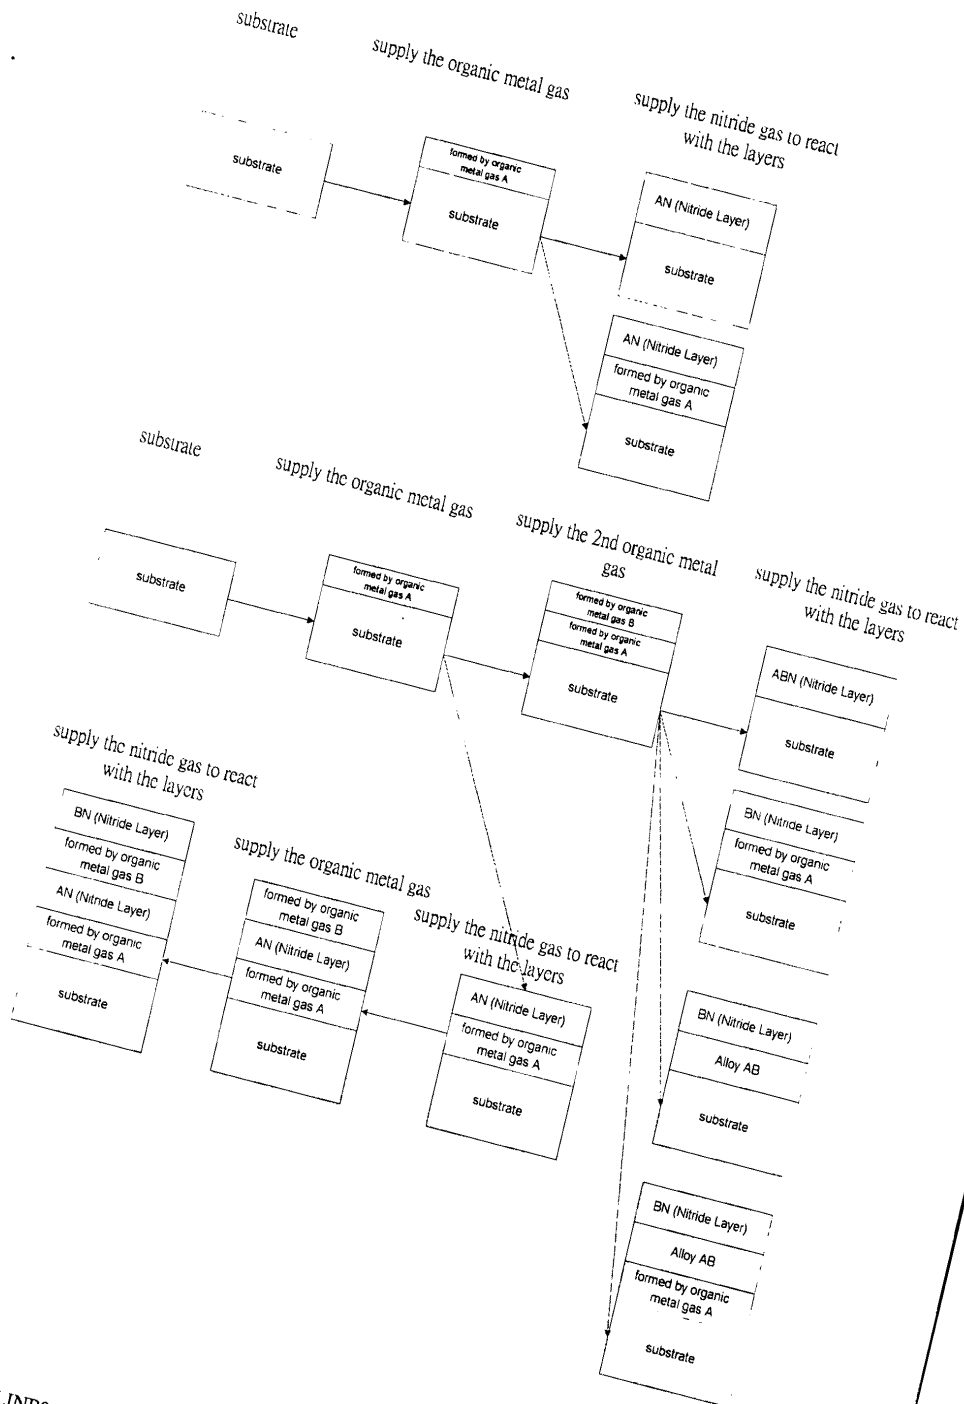 substrate
supply the organic metal gas
supply the nitride gas to react
with the layers
substrate
formed by organic
metal gas A
substrate
AN (Nitride Layer)
substrate
AN (Nitride Layer)
formed by organic
metal gas A
substrate
substrate
supply the organic metal gas
supply the 2nd organic metal
gas
supply the nitride gas to react
with the layers
substrate
formed by organic
metal gas A
substrate
formed by organic
metal gas B
formed by organic
metal gas A
substrate
ABN (Nitride Layer)
substrate
BN (Nitride Layer)
formed by organic
metal gas A
substrate
supply the nitride gas to react
with the layers
BN (Nitride Layer)
formed by organic
metal gas B
AN (Nitride Layer)
formed by organic
metal gas A
substrate
supply the organic metal gas
formed by organic
metal gas B
AN (Nitride Layer)
formed by organic
metal gas A
substrate
supply the nitride gas to react
with the layers
AN (Nitride Layer)
formed by organic
metal gas A
substrate
BN (Nitride Layer)
Alloy AB
substrate
BN (Nitride Layer)
Alloy AB
formed by organic
metal gas A
substrate